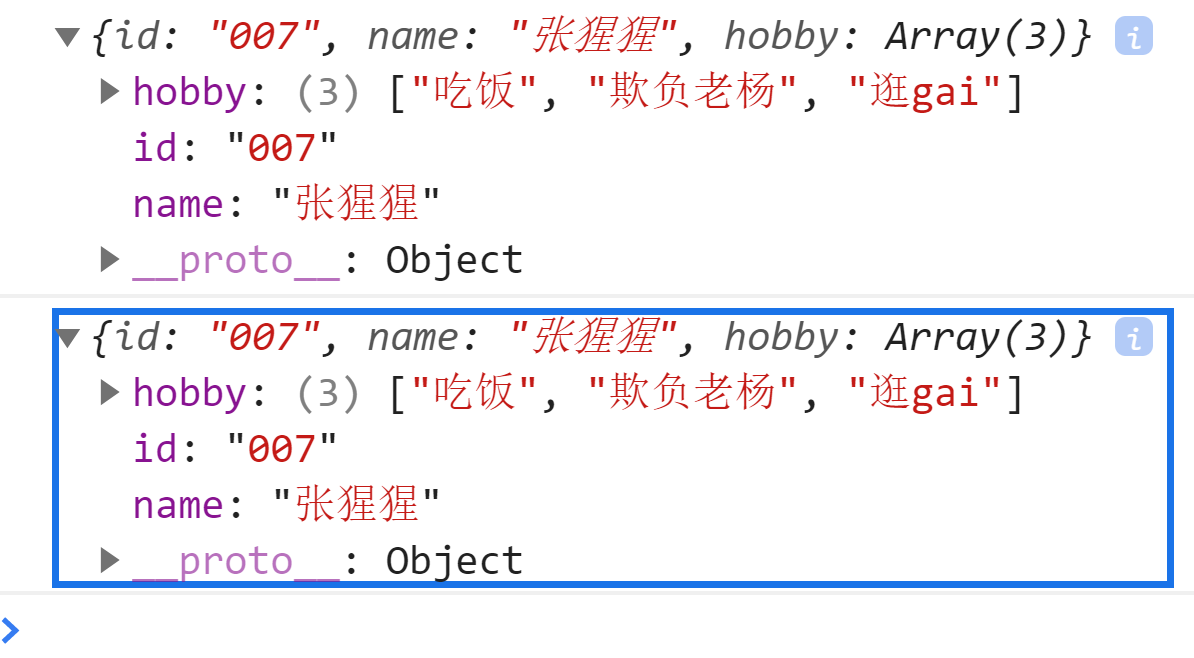 ▼{id: "007", name: "张猩猩", hobby: Array(3)} i
▶ hobby: (3) ["吃饭", "欺负老杨", "逛gai"]
id: "007"
name: "张猩猩"
▶ __proto__: Object
▼{id: "007", name: "张猩猩", hobby: Array(3)} i
▶ hobby: (3) ["吃饭", "欺负老杨", "逛gai"]
id: "007"
name: "张猩猩"
▶ __proto__: Object
>